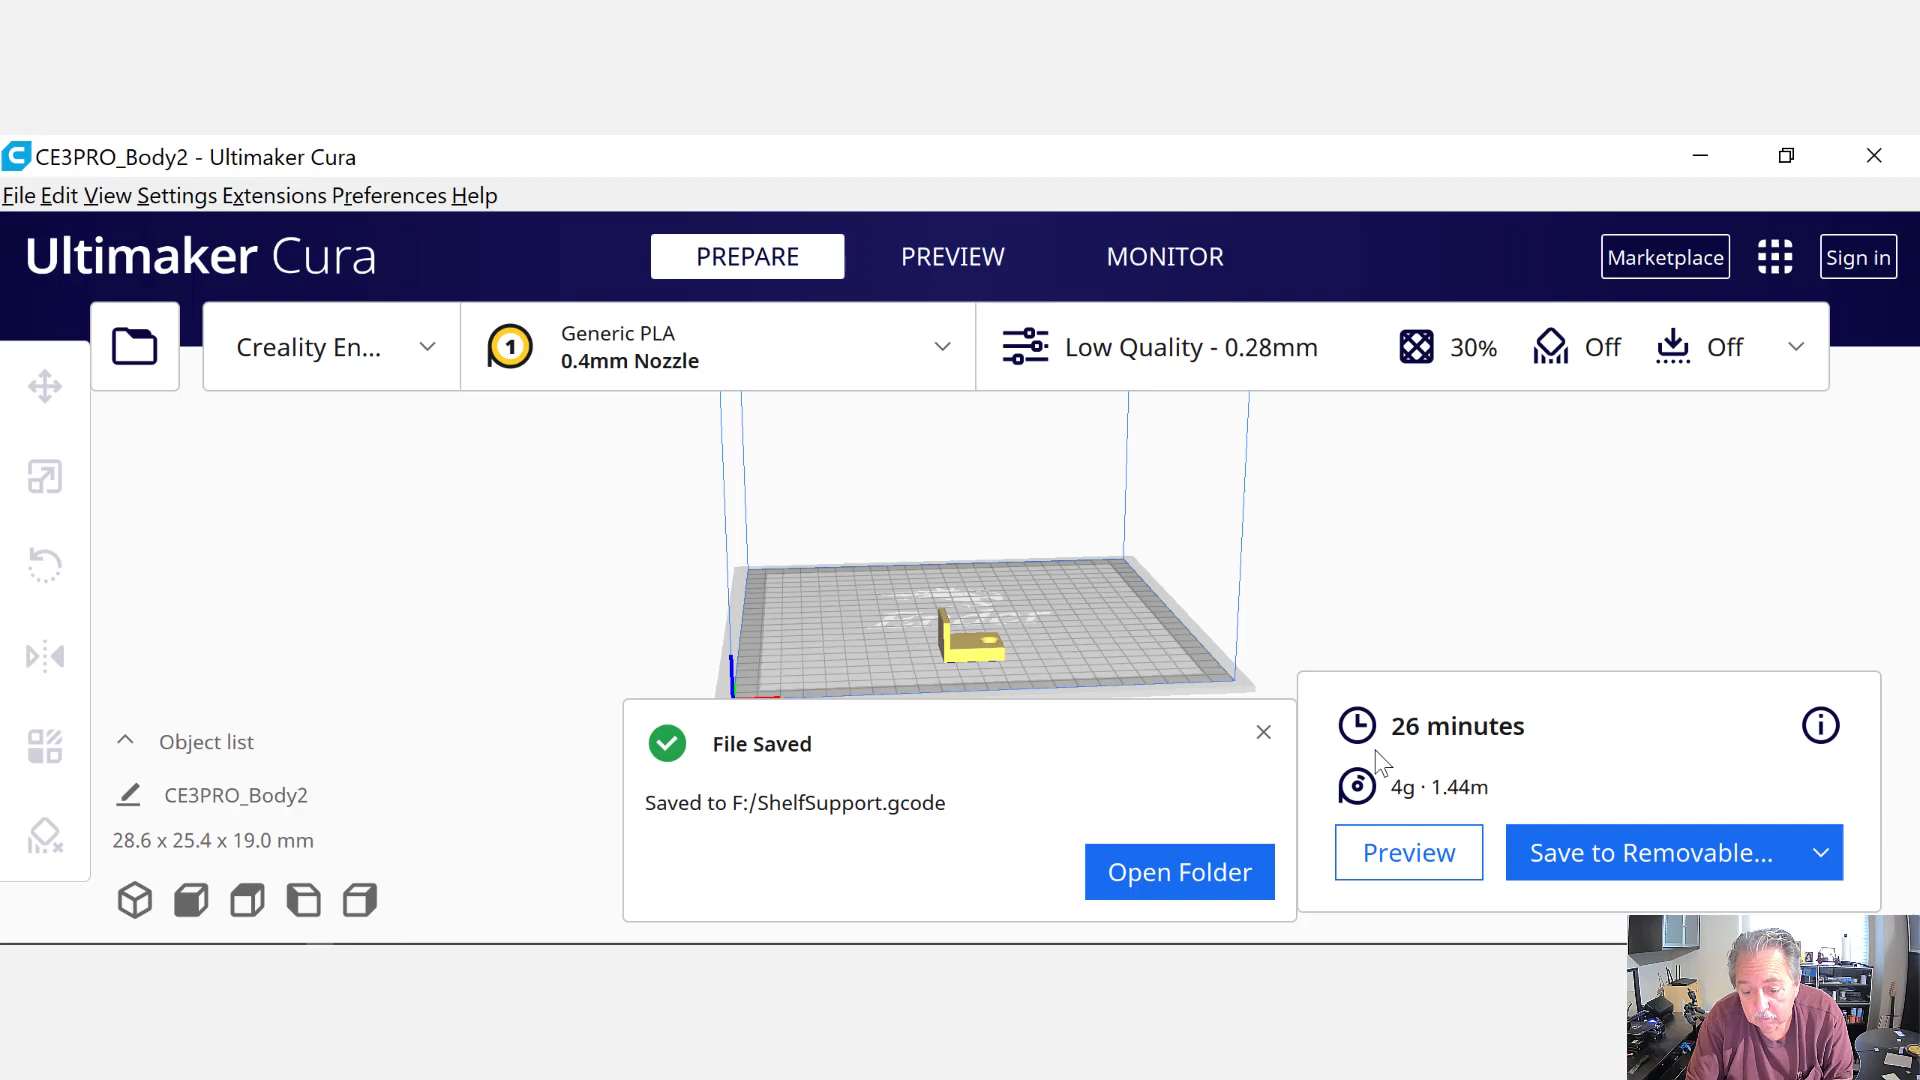 CE3PRO_Body2 - Ultimaker Cura
File Edit View Settings Extensions Preferences Help
Ultimaker Cura
PREPARE
PREVIEW
MONITOR
Marketplace
Sign in
Creality En...
1
Generic PLA
0.4mm Nozzle
Low Quality - 0.28mm
30%
Off
Off
Object list
CE3PRO_Body2
28.6 x 25.4 x 19.0 mm
File Saved
Saved to F:/ShelfSupport.gcode
Open Folder
26 minutes
4g · 1.44m
Preview
Save to Removable...